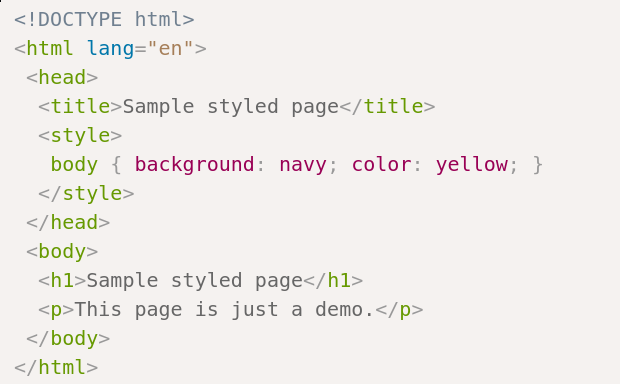 <!DOCTYPE html>
<html lang="en">
 <head>
  <title>Sample styled page</title>
  <style>
   body { background: navy; color: yellow; }
  </style>
 </head>
 <body>
  <h1>Sample styled page</h1>
  <p>This page is just a demo.</p>
 </body>
</html>